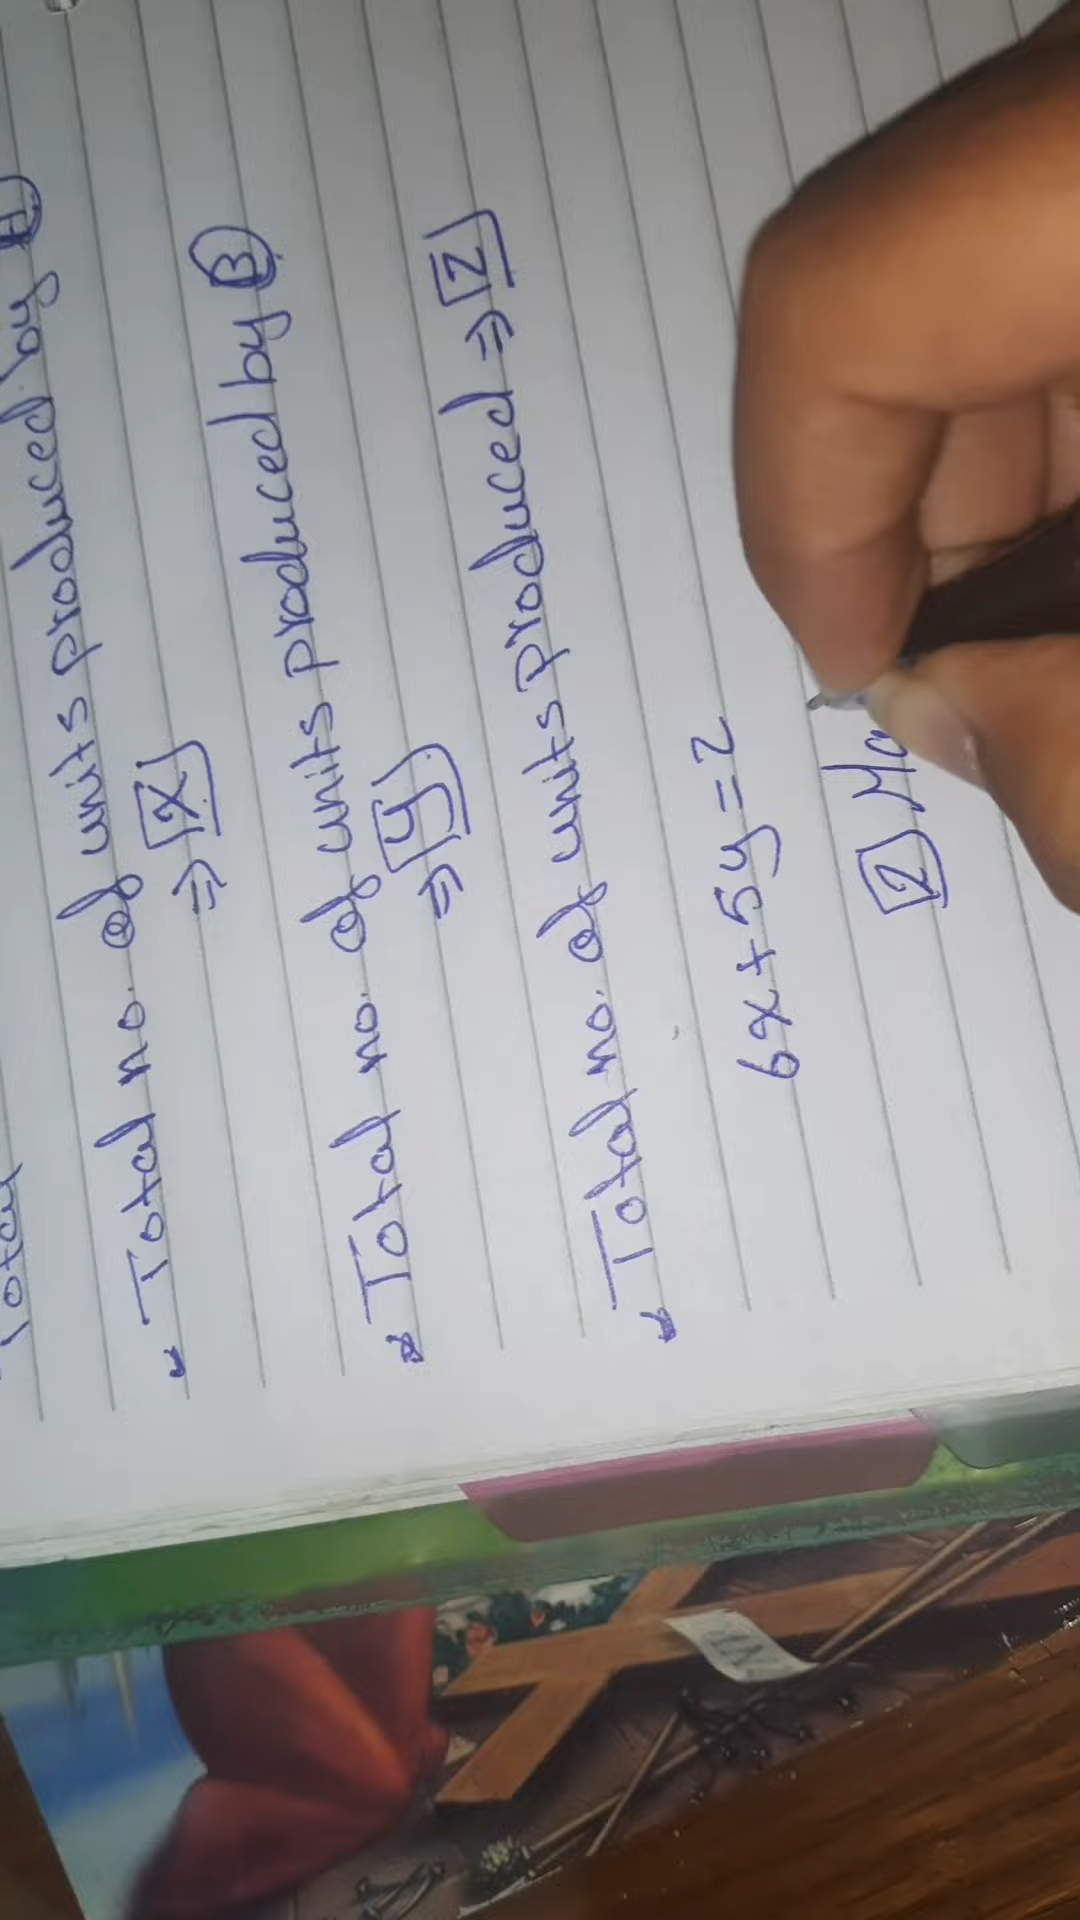 Total
Total no. of units produced by A
⇒ x
Total no. of units produced by B
⇒ y
Total no. of units produced ⇒ Z
6x + 5y = Z
2 Ma